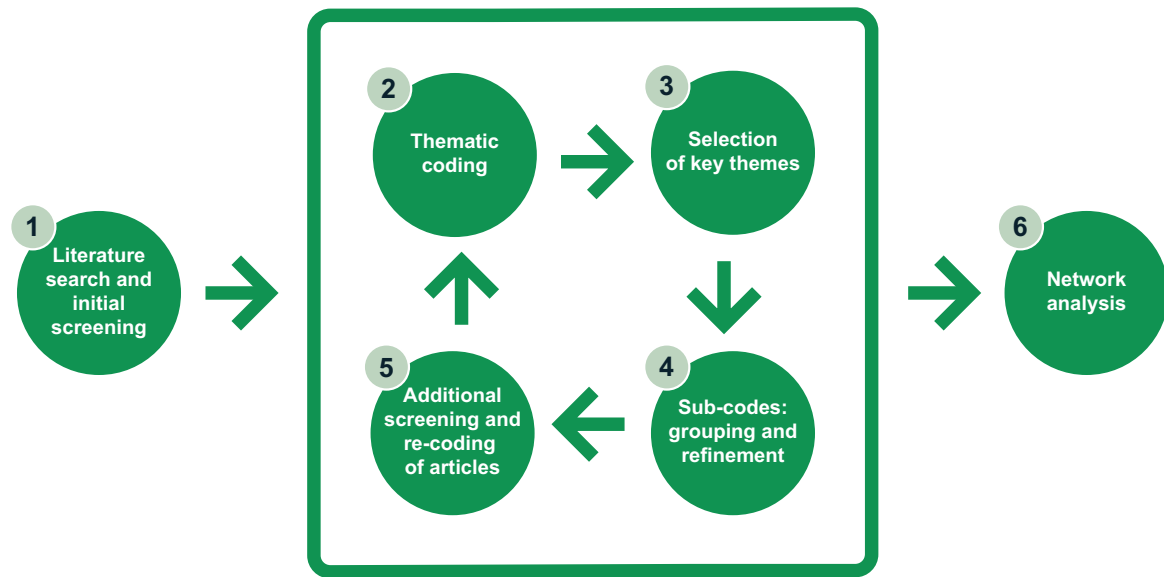 1
Literature
search and
initial
screening
2
Thematic
coding
3
Selection
of key themes
4
Sub-codes:
grouping and
refinement
5
Additional
screening and
re-coding
of articles
6
Network
analysis